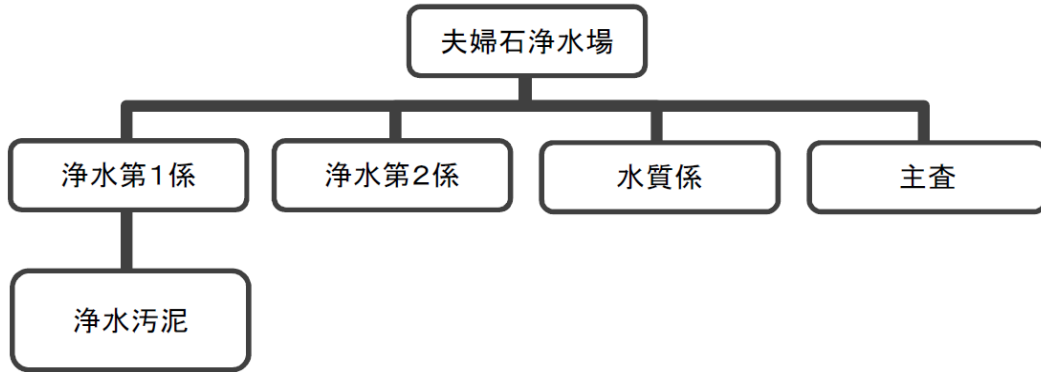 夫婦石浄水場
浄水第1係
浄水第2係
水質係
主査
浄水汚泥